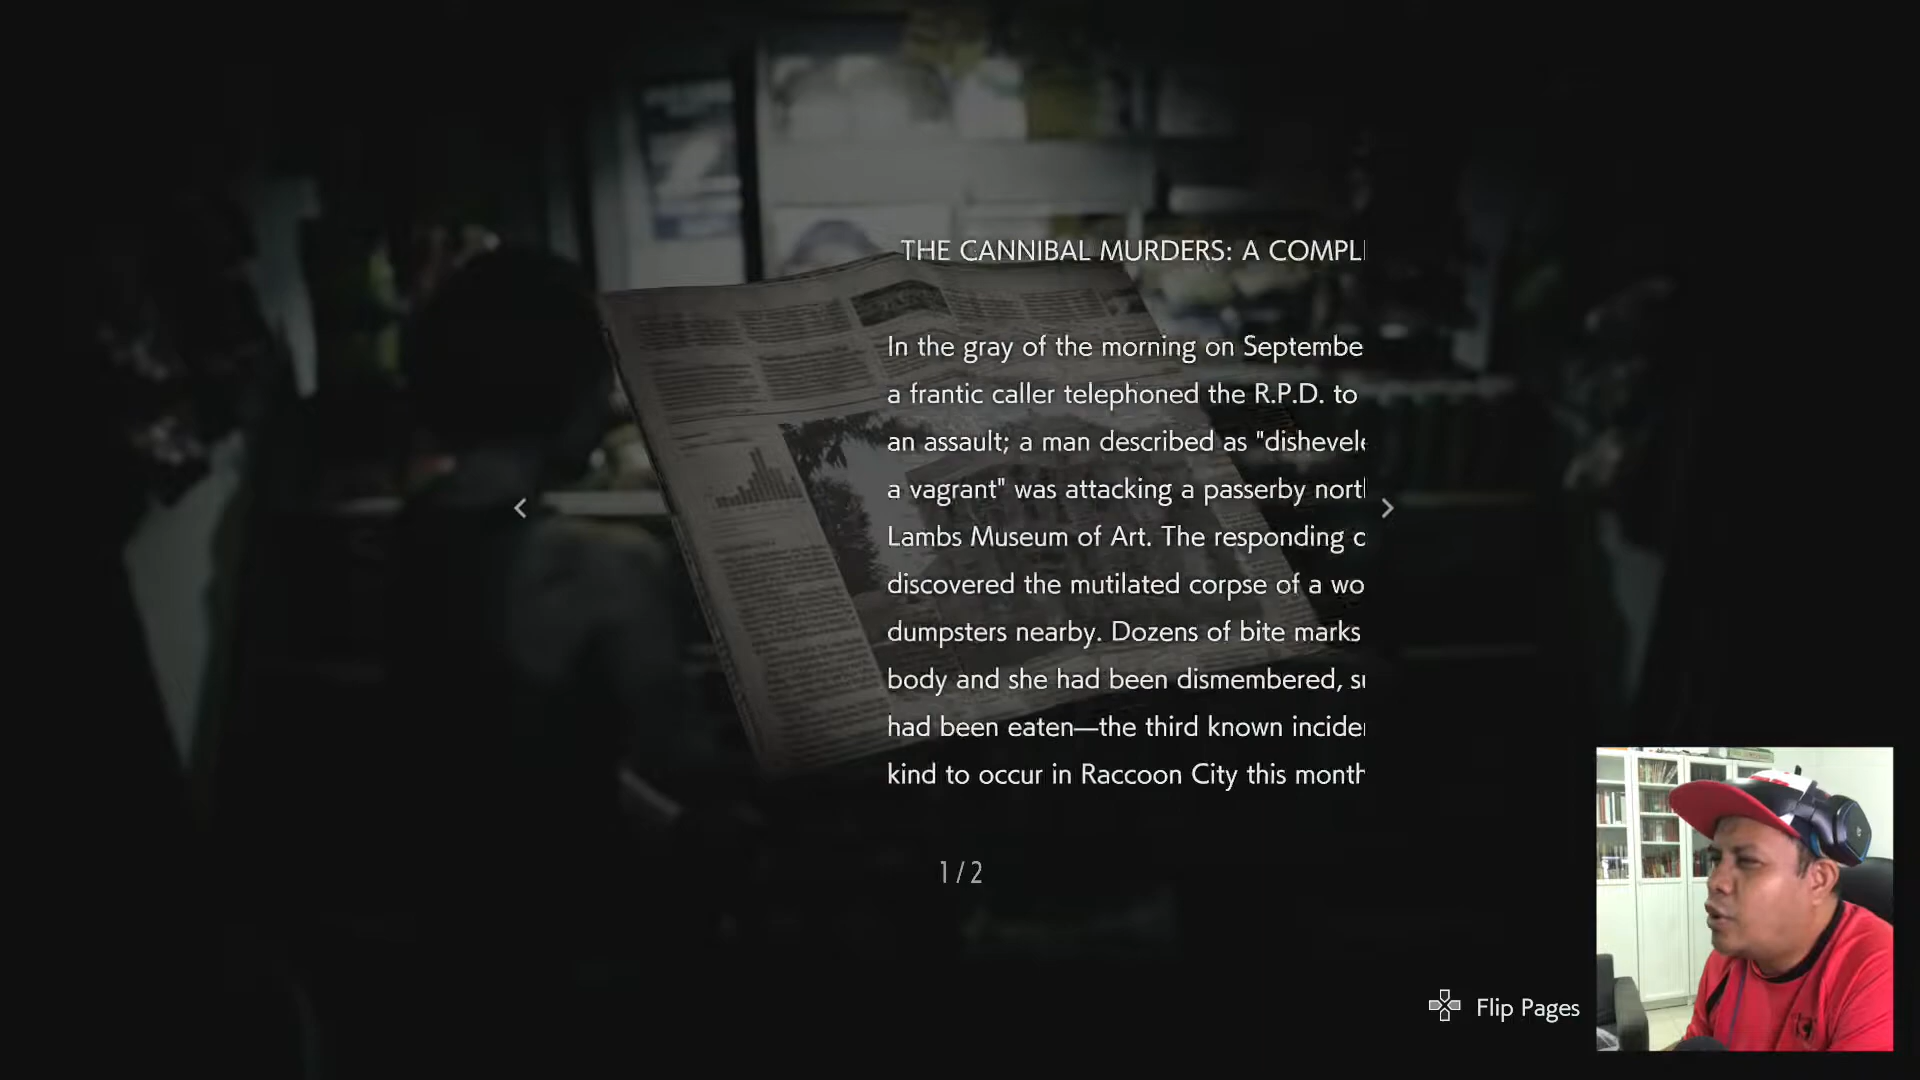 THE CANNIBAL MURDERS: A COMPL
In the gray of the morning on Septembe
a frantic caller telephoned the R.P.D. to
an assault; a man described as "dishevele
a vagrant" was attacking a passerby nort
Lambs Museum of Art. The responding
discovered the mutilated corpse of a wo
dumpsters nearby. Dozens of bite marks
body and she had been dismembered, s
had been eaten—the third known incide
kind to occur in Raccoon City this month
1 / 2
Flip Pages